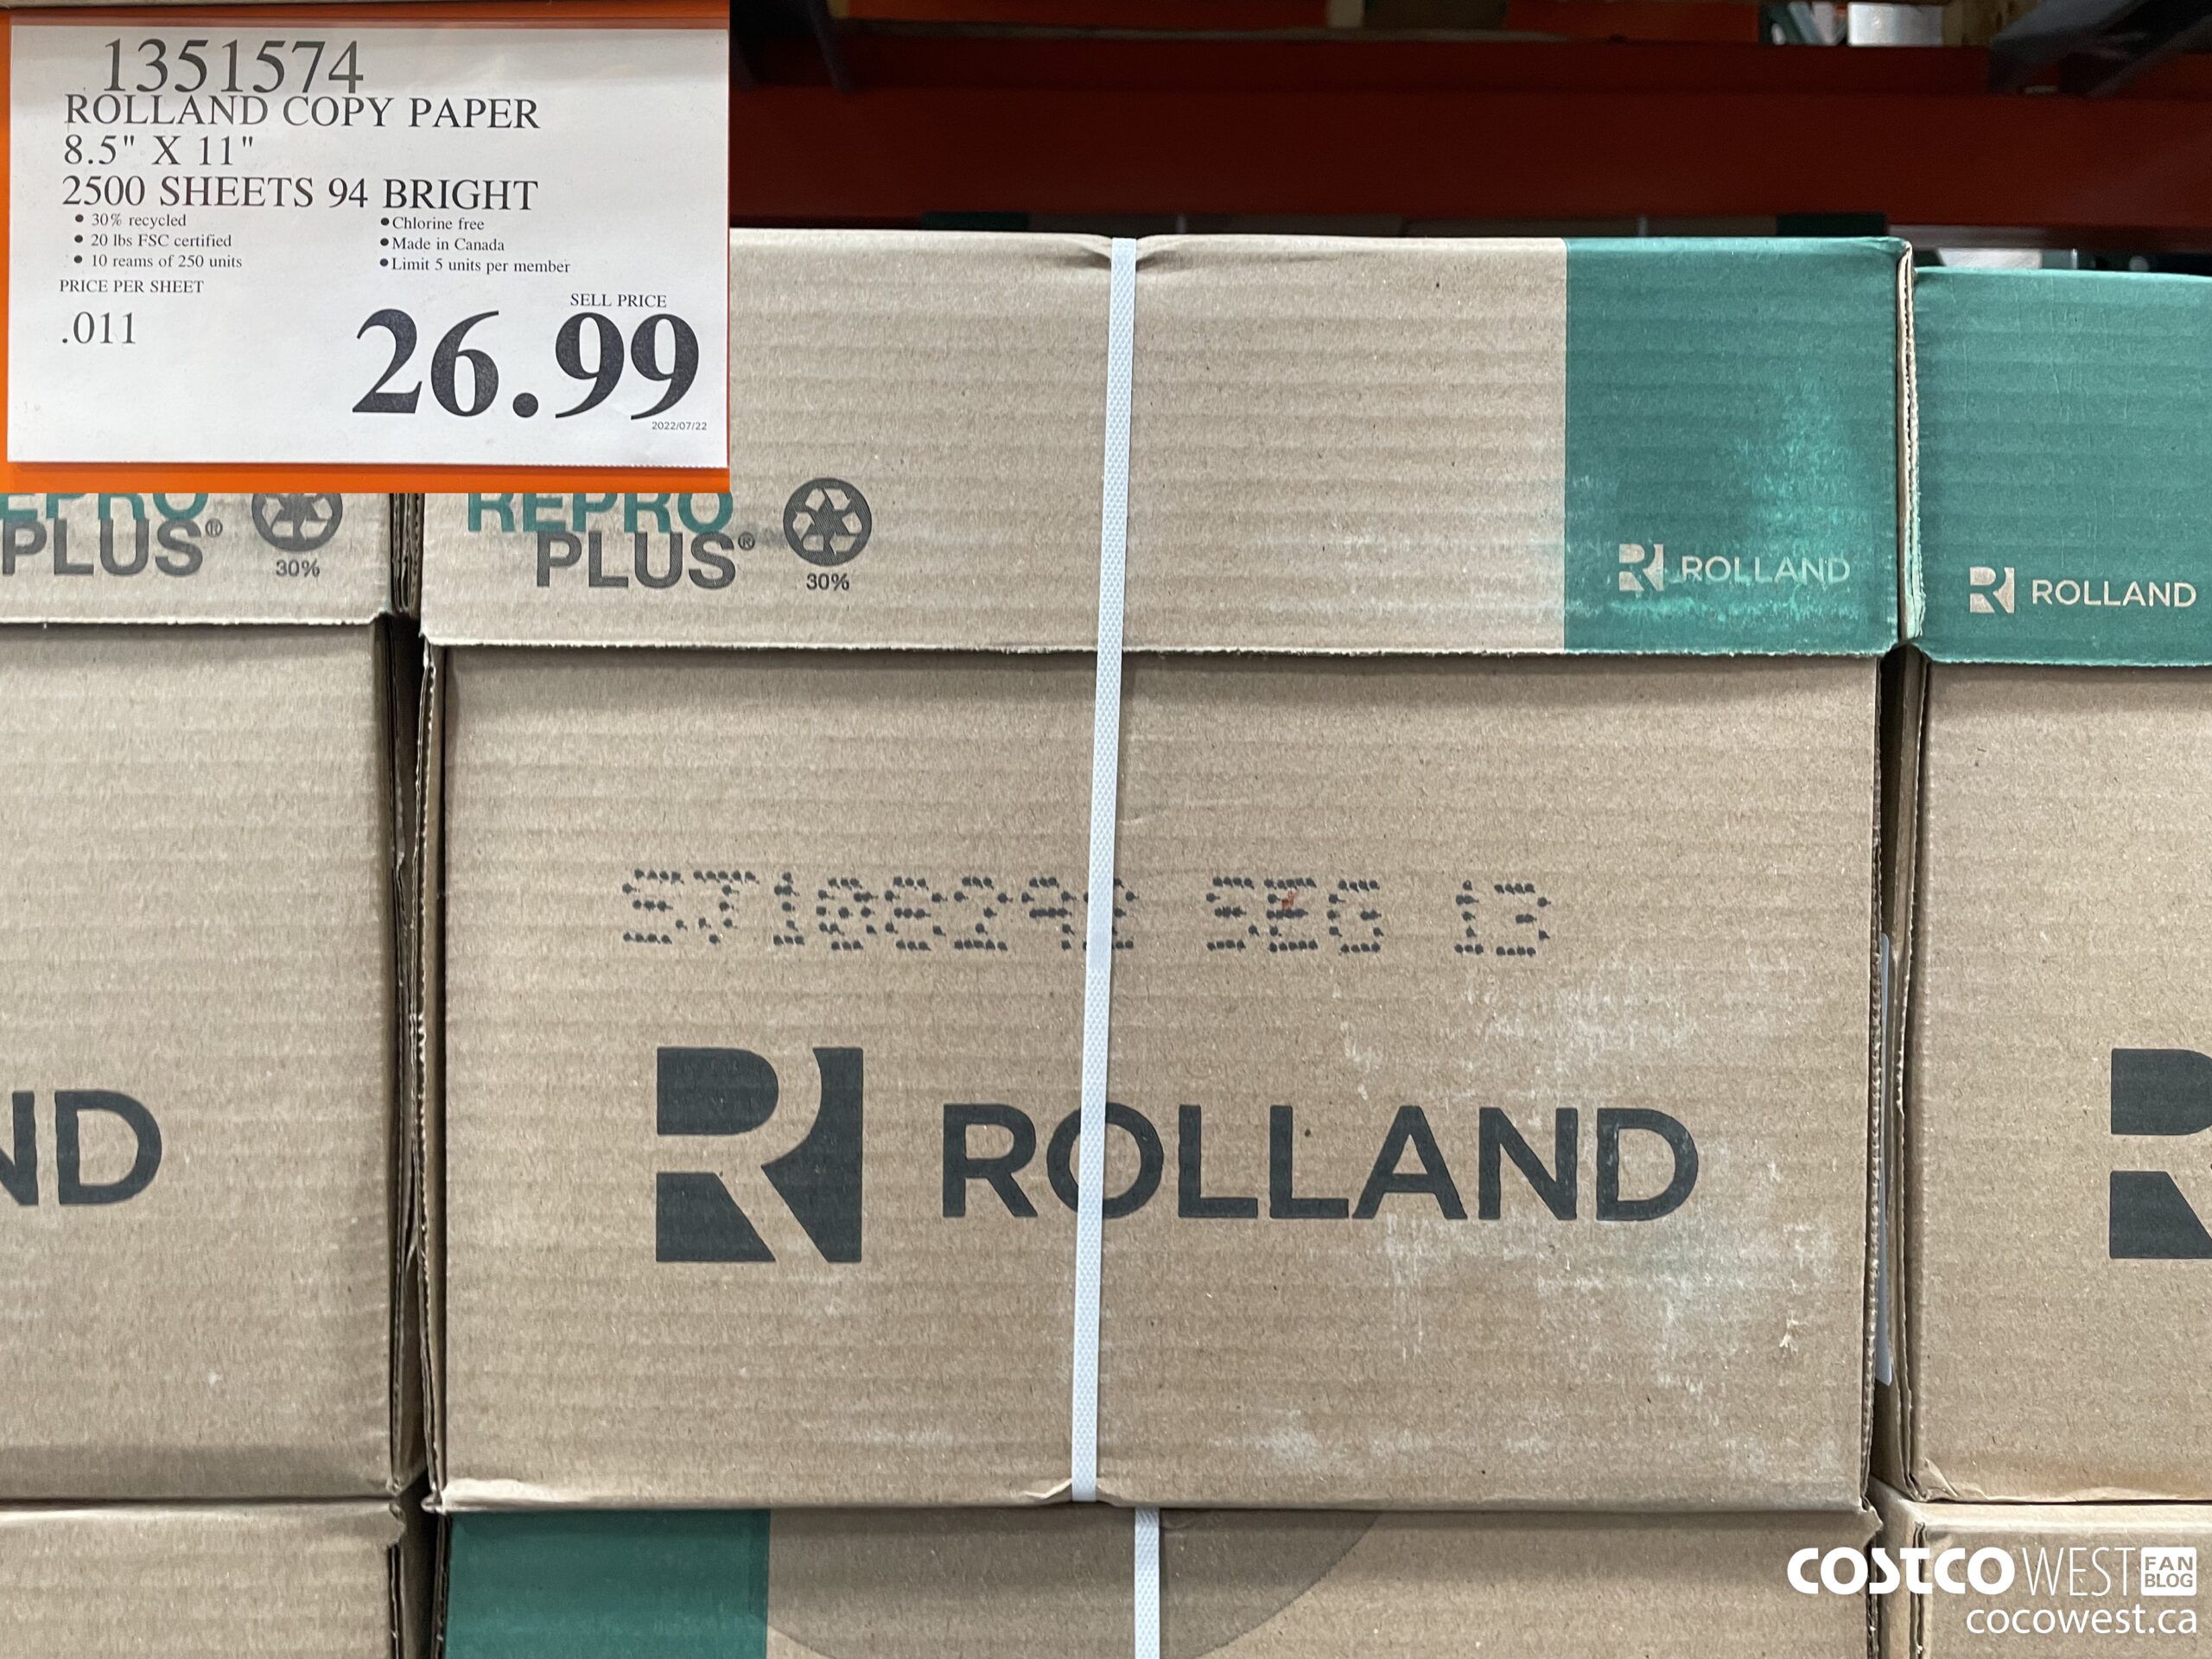 1351574
ROLLAND COPY PAPER
8.5" X 11"
2500 SHEETS 94 BRIGHT
• 30% recycled
• 20 lbs FSC certified
• 10 reams of 250 units
• Chlorine free
• Made in Canada
• Limit 5 units per member
PRICE PER SHEET
.011
SELL PRICE
26.99
2022/07/22
EPRO
PLUS®
30%
REPRO
PLUS®
30%
ROLLAND
ROLLAND
SEG 13
ND
ROLLAND
COSTCO WEST FAN BLOG
cocowest.ca